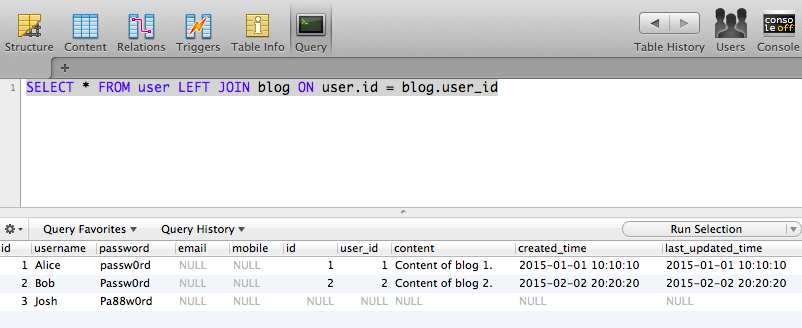 Structure Content Relations Triggers Table Info Query Table History Users Console
conso
le off
+
1 SELECT * FROM user LEFT JOIN blog ON user.id = blog.user_id
Query Favorites ▼ Query History ▼ Run Selection
id username password email mobile id user_id content created_time last_updated_time
1 Alice passw0rd NULL NULL 1 1 Content of blog 1. 2015-01-01 10:10:10 2015-01-01 10:10:10
2 Bob Passw0rd NULL NULL 2 2 Content of blog 2. 2015-02-02 20:20:20 2015-02-02 20:20:20
3 Josh Pa88w0rd NULL NULL NULL NULL NULL NULL NULL